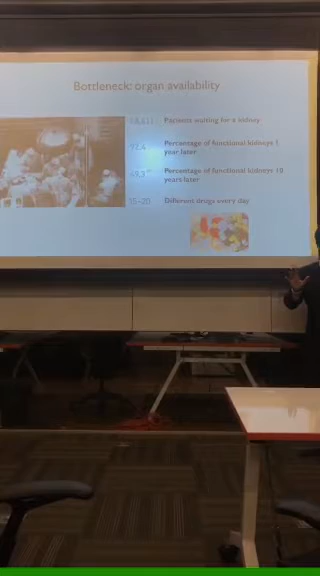 Bottleneck: organ availability
Patients waiting for a kidney
Percentage of functional kidneys 1
year later
Percentage of functional kidneys 10
years later
15-20 Different drugs every day